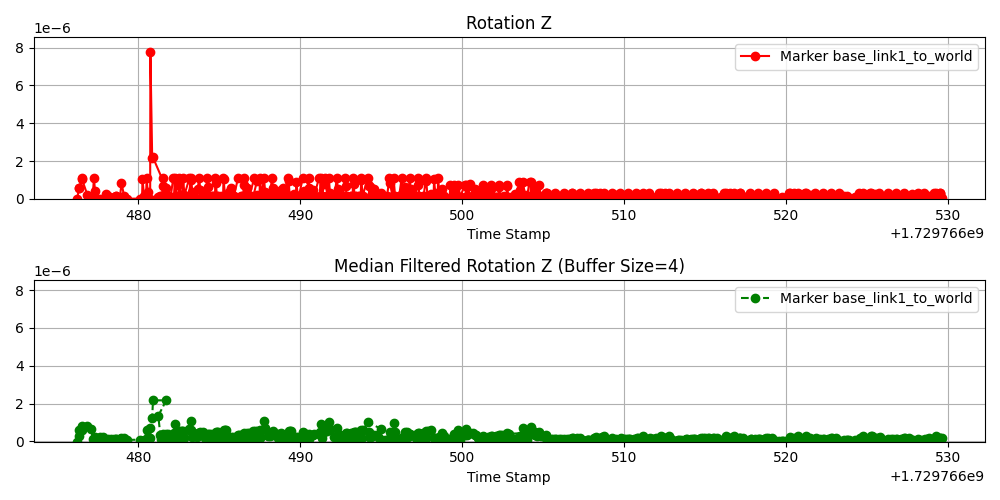 Rotation Z
1e−6
Marker base_link1_to_world
8
6
4
2
0
480 490 500 510 520 530
Time Stamp
+1.729766e9
Median Filtered Rotation Z (Buffer Size=4)
1e−6
Marker base_link1_to_world
8
6
4
2
0
480 490 500 510 520 530
Time Stamp
+1.729766e9